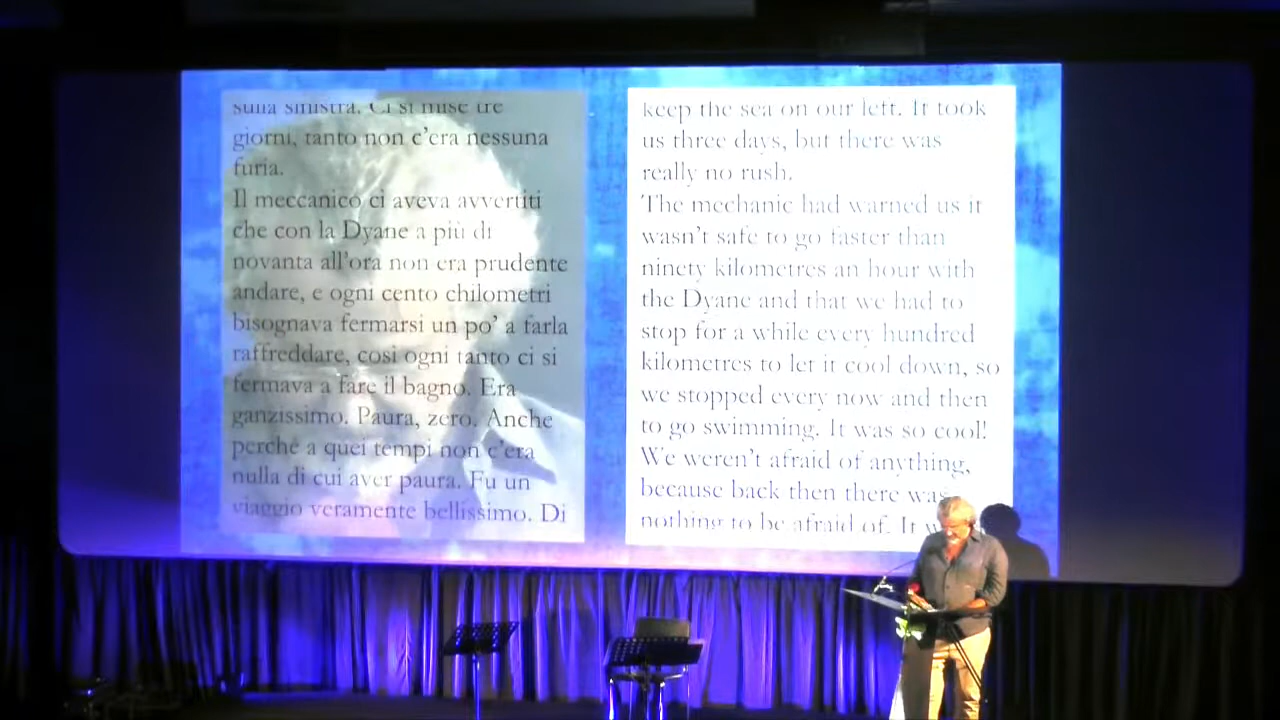 sulla sinistra. Ci si mise tre
giorni, tanto non c'era nessuna
furia.
Il meccanico ci aveva avvertiti
che con la Dyane a più di
novanta all'ora non era prudente
andare, e ogni cento chilometri
bisognava fermarsi un po' a farla
raffreddare, così ogni tanto ci si
fermava a fare il bagno. Era
ganzissimo. Paura, zero. Anche
perché a quei tempi non c'era
nulla di cui aver paura. Fu un
viaggio veramente bellissimo. Di
keep the sea on our left. It took
us three days, but there was
really no rush.
The mechanic had warned us it
wasn't safe to go faster than
ninety kilometres an hour with
the Dyane and that we had to
stop for a while every hundred
kilometres to let it cool down, so
we stopped every now and then
to go swimming. It was so cool!
We weren't afraid of anything,
because back then there was
nothing to be afraid of. It